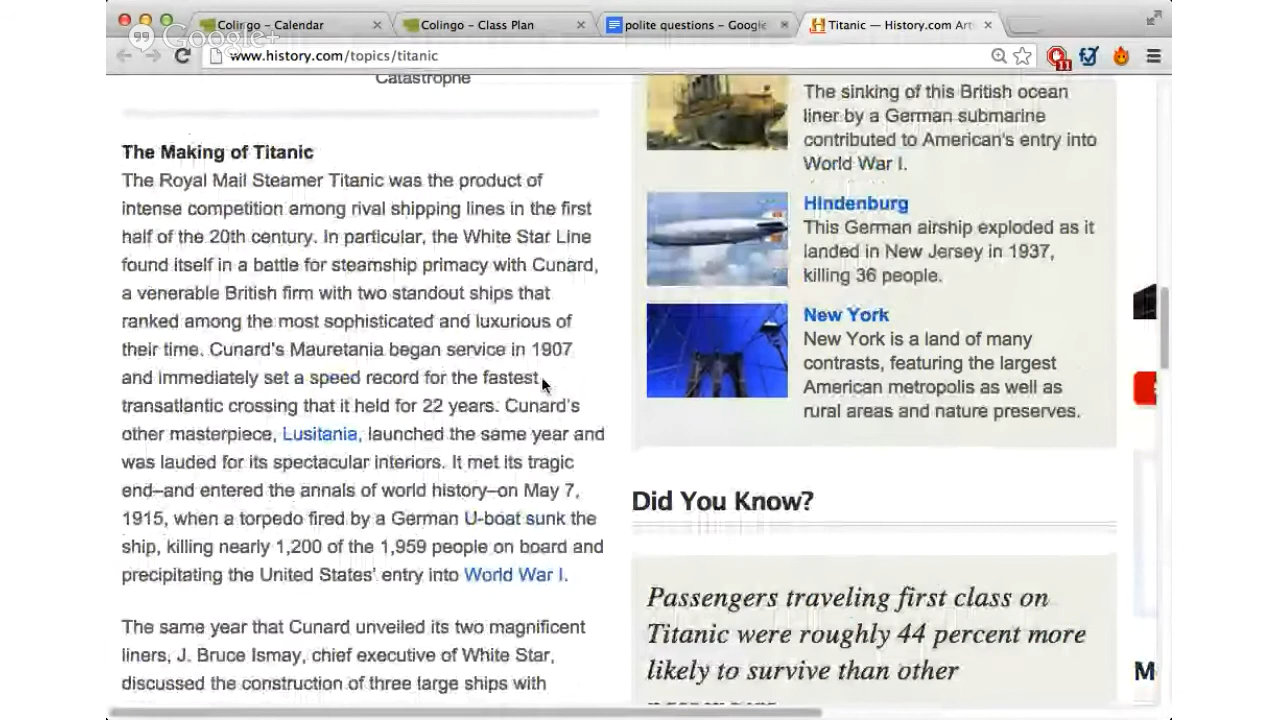 Colingo – Calendar
Colingo – Class Plan
polite questions – Google
Titanic — History.com Art
Google+
www.history.com/topics/titanic
11
Catastrophe
The Making of Titanic
The Royal Mail Steamer Titanic was the product of
intense competition among rival shipping lines in the first
half of the 20th century. In particular, the White Star Line
found itself in a battle for steamship primacy with Cunard,
a venerable British firm with two standout ships that
ranked among the most sophisticated and luxurious of
their time. Cunard's Mauretania began service in 1907
and immediately set a speed record for the fastest
transatlantic crossing that it held for 22 years. Cunard's
other masterpiece, Lusitania, launched the same year and
was lauded for its spectacular interiors. It met its tragic
end–and entered the annals of world history–on May 7,
1915, when a torpedo fired by a German U-boat sunk the
ship, killing nearly 1,200 of the 1,959 people on board and
precipitating the United States' entry into World War I.
The same year that Cunard unveiled its two magnificent
liners, J. Bruce Ismay, chief executive of White Star,
discussed the construction of three large ships with
The sinking of this British ocean
liner by a German submarine
contributed to American's entry into
World War I.
Hindenburg
This German airship exploded as it
landed in New Jersey in 1937,
killing 36 people.
New York
New York is a land of many
contrasts, featuring the largest
American metropolis as well as
rural areas and nature preserves.
Did You Know?
Passengers traveling first class on
Titanic were roughly 44 percent more
likely to survive than other
M